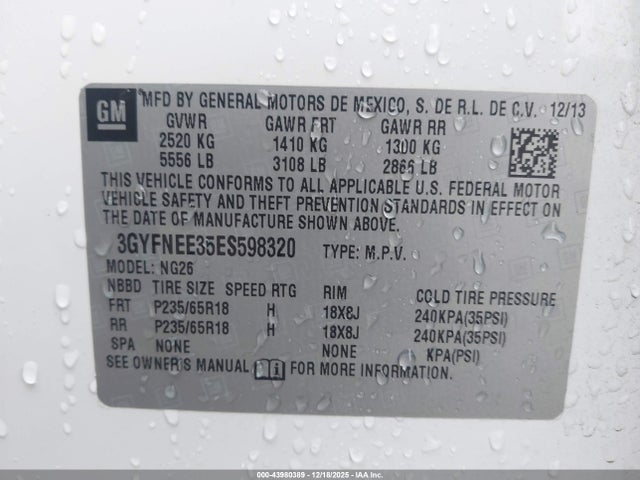 GM
MFD BY GENERAL MOTORS DE MEXICO, S. DE R.L. DE C.V. 12/13
GVWR GAWR FRT GAWR RR
2520 KG 1410 KG 1300 KG
5556 LB 3108 LB 2866 LB
THIS VEHICLE CONFORMS TO ALL APPLICABLE U.S. FEDERAL MOTOR
VEHICLE SAFETY AND THEFT PREVENTION STANDARDS IN EFFECT ON
THE DATE OF MANUFACTURE SHOWN ABOVE.
3GYFNEE35ES598320 TYPE: M.P.V.
MODEL: NG26
NBBD TIRE SIZE SPEED RTG RIM COLD TIRE PRESSURE
FRT P235/65R18 H 18X8J 240KPA(35PSI)
RR P235/65R18 H 18X8J 240KPA(35PSI)
SPA NONE NONE KPA(PSI)
SEE OWNER'S MANUAL FOR MORE INFORMATION.
000-43980389 - 12/18/2025 - IAAI.COM